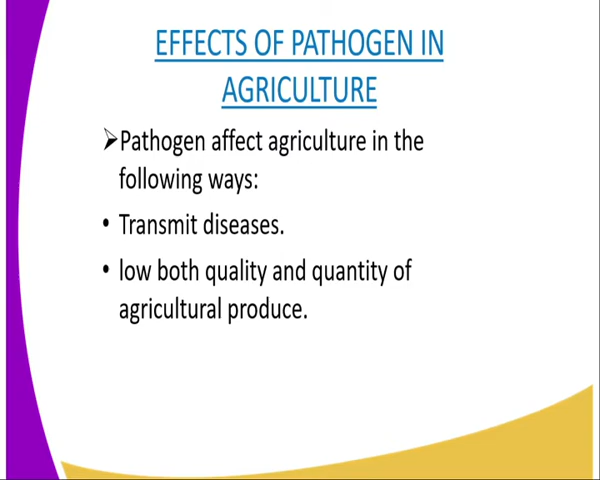 EFFECTS OF PATHOGEN IN
AGRICULTURE
➢Pathogen affect agriculture in the
following ways:
• Transmit diseases.
• low both quality and quantity of
agricultural produce.